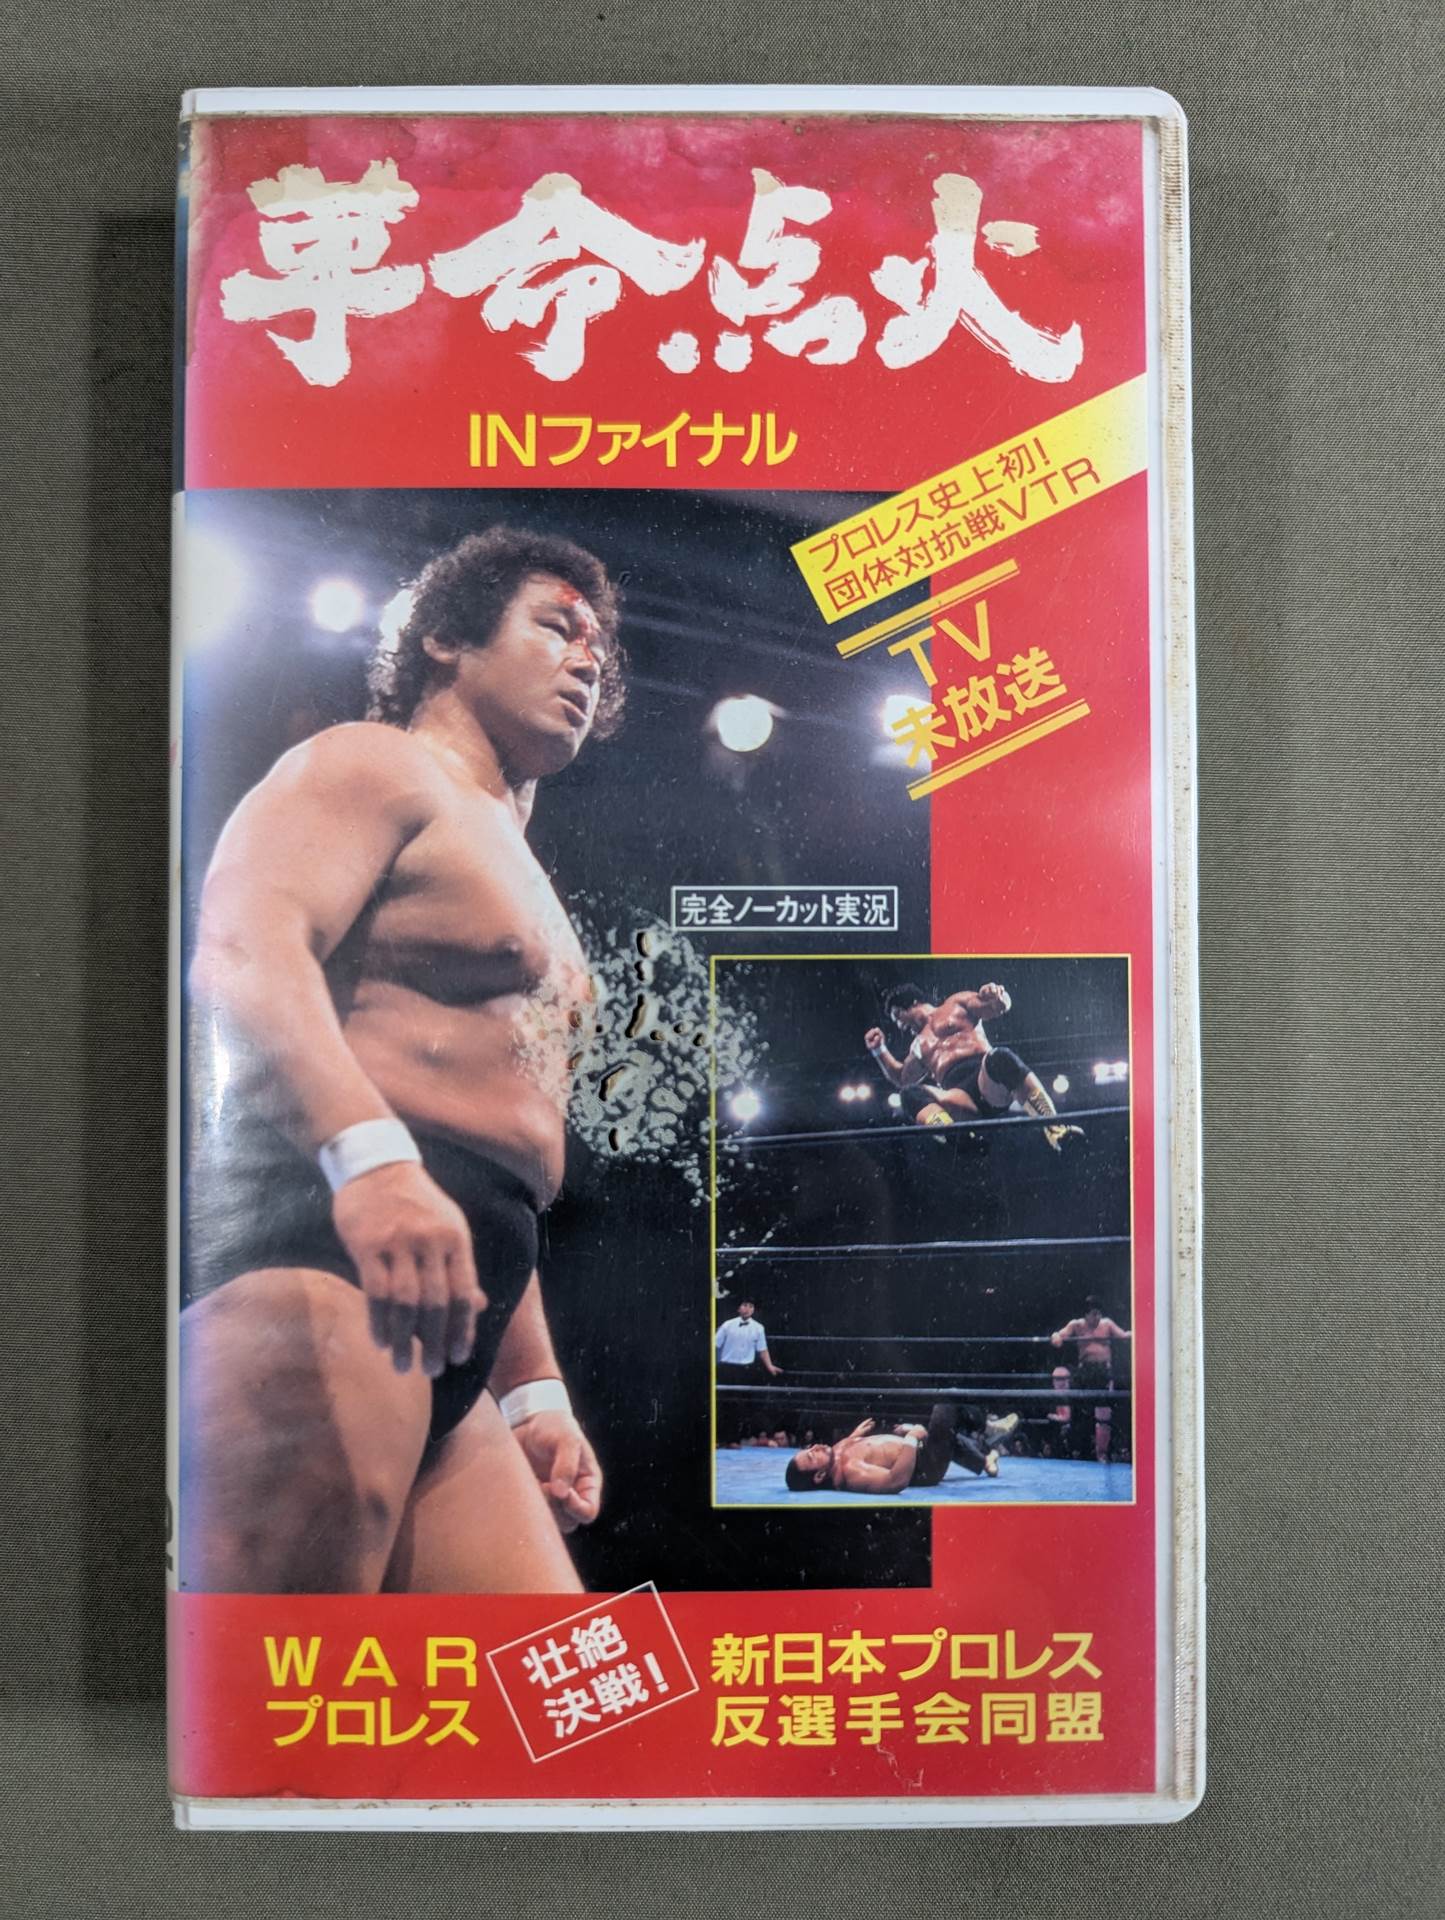 革命点火
INファイナル
プロレス史上初!
団体対抗戦VTR
TV
未放送
完全ノーカット実況
WAR
プロレス
壮絶
決戦!
新日本プロレス
反選手会同盟